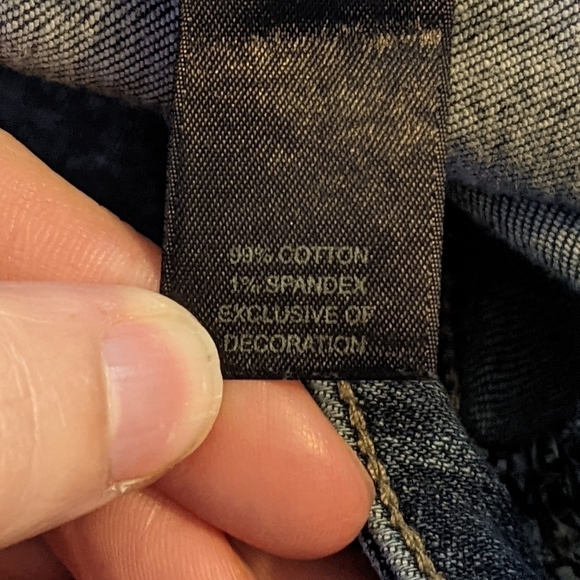 99% COTTON
1% SPANDEX
EXCLUSIVE OF
DECORATION